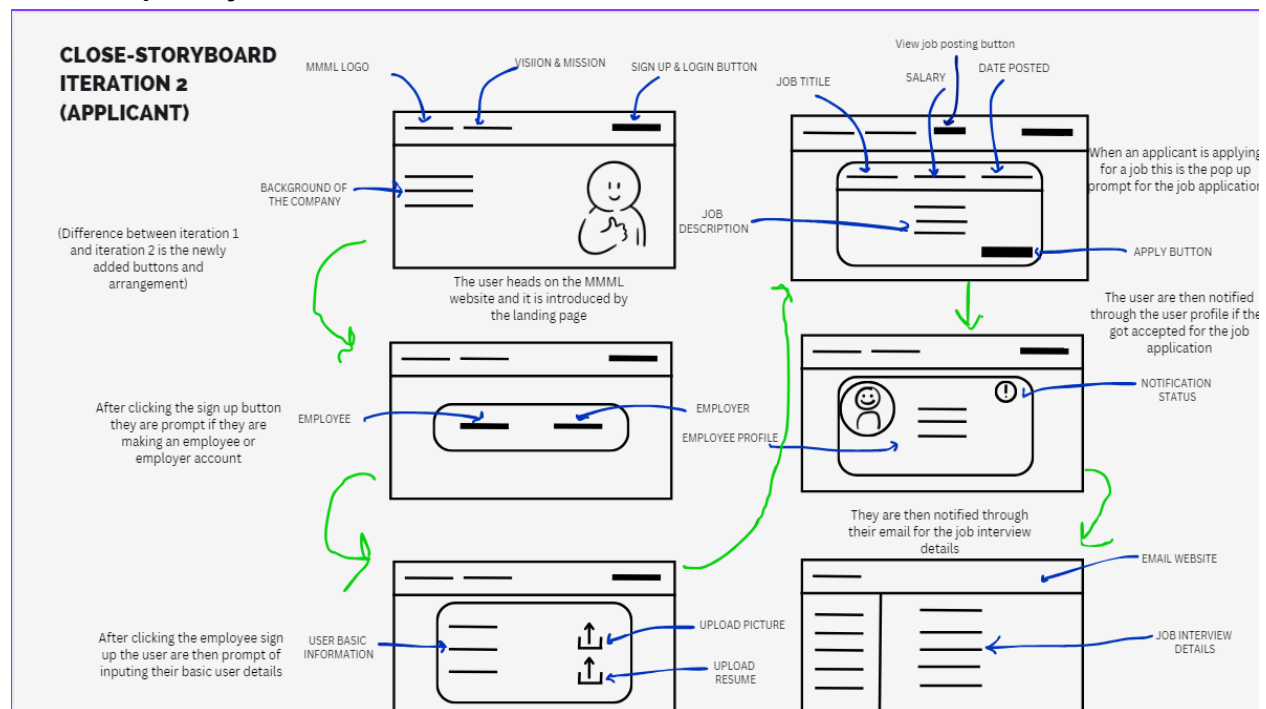 CLOSE-STORYBOARD
ITERATION 2
(APPLICANT)
(Difference between iteration 1
and iteration 2 is the newly
added buttons and
arrangement)
MMML LOGO
VISIION & MISSION
SIGN UP & LOGIN BUTTON
BACKGROUND OF
THE COMPANY
The user heads on the MMML
website and it is introduced by
the landing page
After clicking the sign up button
they are prompt if they are
making an employee or
employer account
EMPLOYEE
EMPLOYER
After clicking the employee sign
up the user are then prompt of
inputing their basic user details
USER BASIC
INFORMATION
UPLOAD PICTURE
UPLOAD
RESUME
View job posting button
JOB TITILE
SALARY
DATE POSTED
When an applicant is applying
for a job this is the pop up
prompt for the job application
JOB
DESCRIPTION
APPLY BUTTON
The user are then notified
through the user profile if the
got accepted for the job
application
NOTIFICATION
STATUS
EMPLOYEE PROFILE
They are then notified through
their email for the job interview
details
EMAIL WEBSITE
JOB INTERVIEW
DETAILS